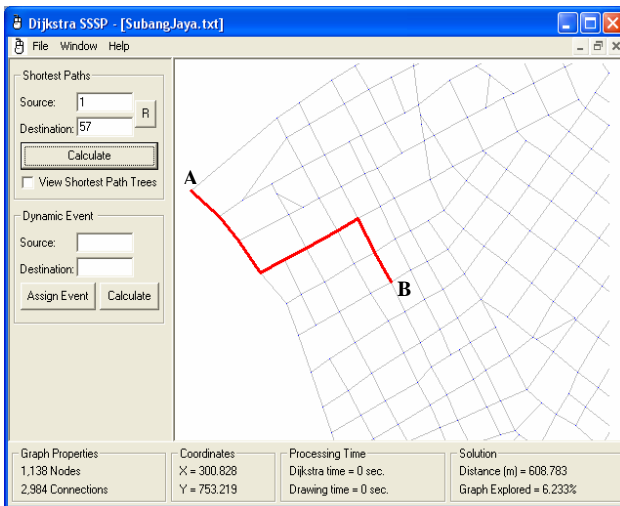 Dijkstra SSSP - [SubangJaya.txt]
File Window Help
Shortest Paths
Source: 1
R
Destination: 57
Calculate
View Shortest Path Trees
Dynamic Event
Source:
Destination:
Assign Event Calculate
A
B
Graph Properties
1,138 Nodes
2,984 Connections
Coordinates
X = 300.828
Y = 753.219
Processing Time
Dijkstra time = 0 sec.
Drawing time = 0 sec.
Solution
Distance (m) = 608.783
Graph Explored = 6.233%